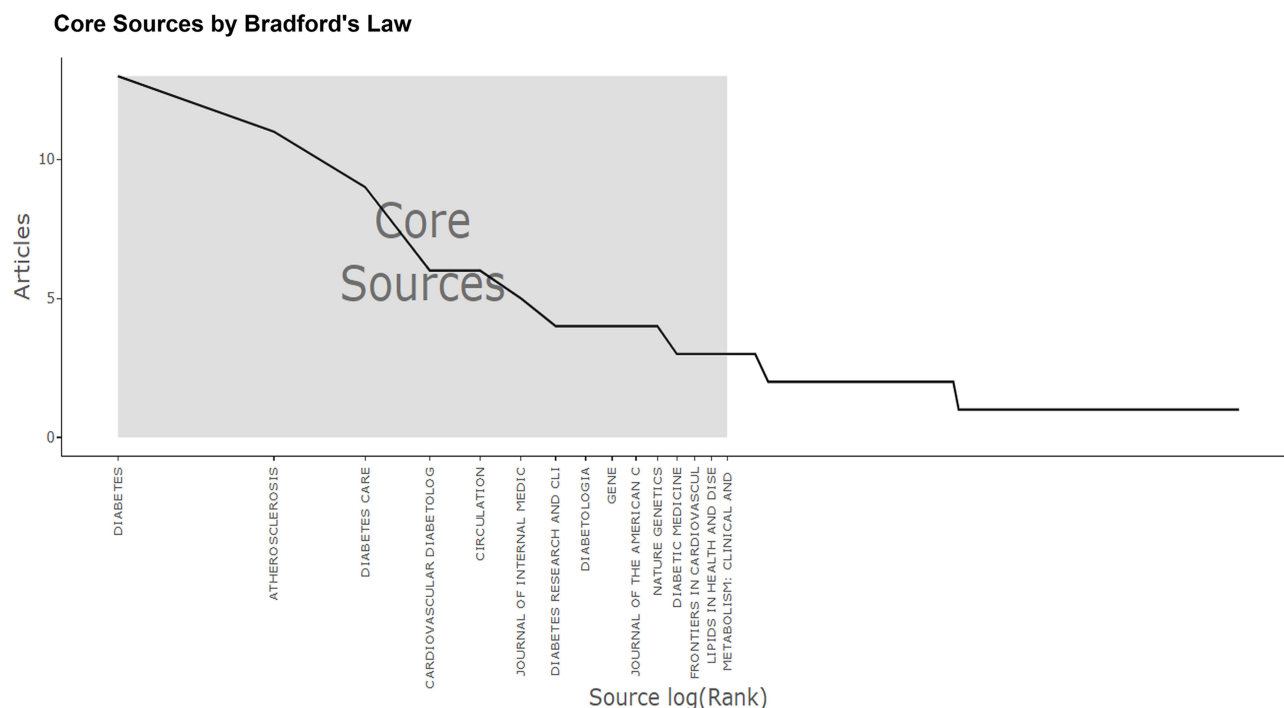 Core Sources by Bradford's Law
Articles
10
5
0
Core
Sources
DIABETES
ATHEROSCLEROSIS
DIABETES CARE
CARDIOVASCULAR DIABETOLOG
CIRCULATION
JOURNAL OF INTERNAL MEDIC
DIABETES RESEARCH AND CLI
DIABETOLOGIA
GENE
JOURNAL OF THE AMERICAN C
NATURE GENETICS
DIABETIC MEDICINE
FRONTIERS IN CARDIOVASCUL
LIPIDS IN HEALTH AND DISE
METABOLISM: CLINICAL AND
Source log(Rank)